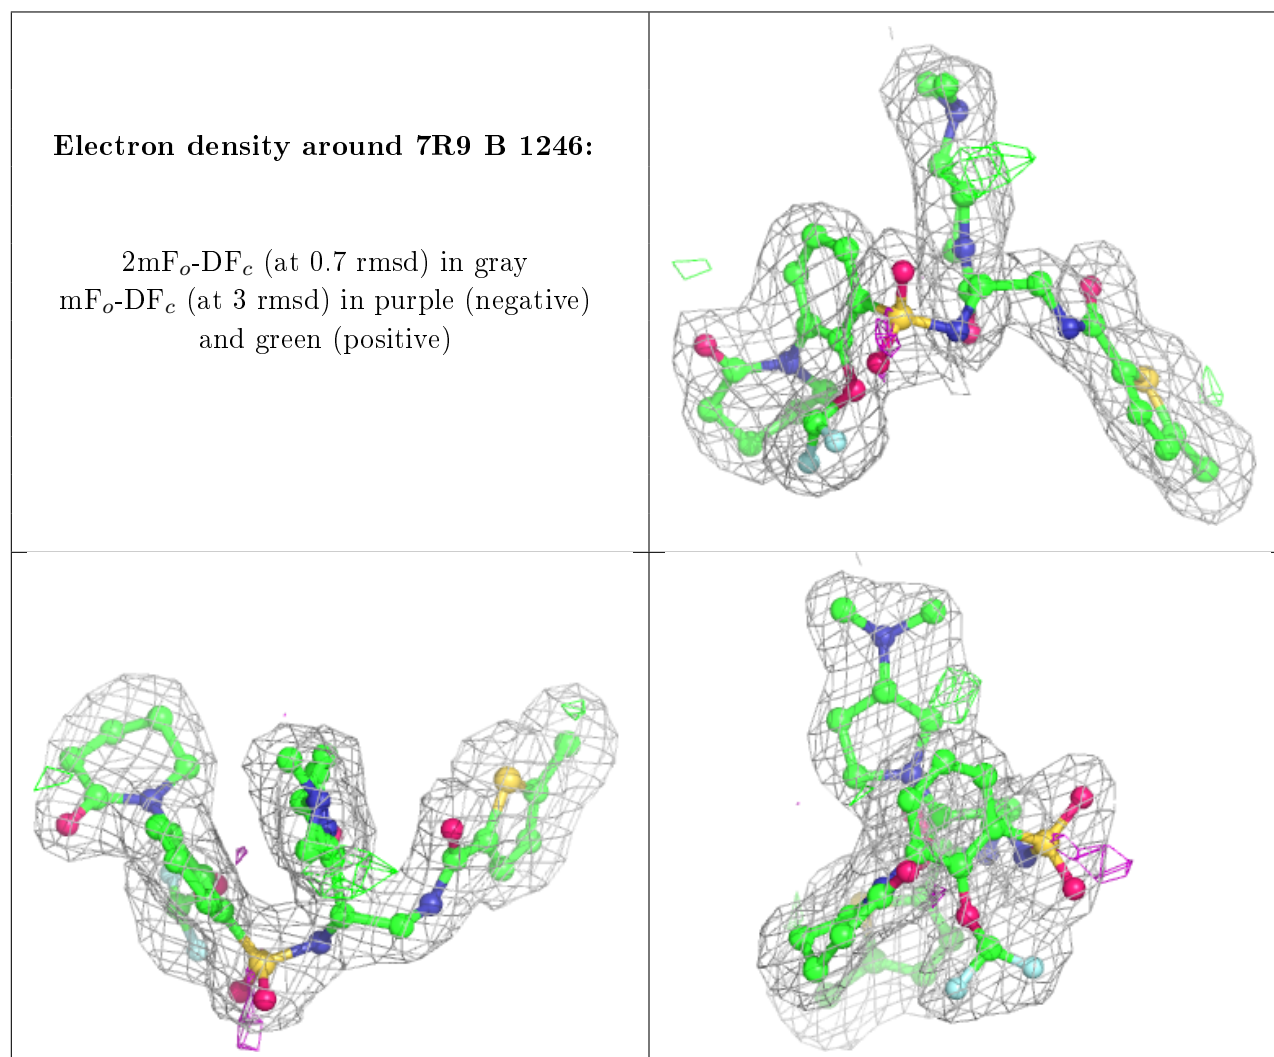 Electron density around 7R9 B 1246:
2mFₒ-DF𝒸 (at 0.7 rmsd) in gray
mFₒ-DF𝒸 (at 3 rmsd) in purple (negative)
and green (positive)